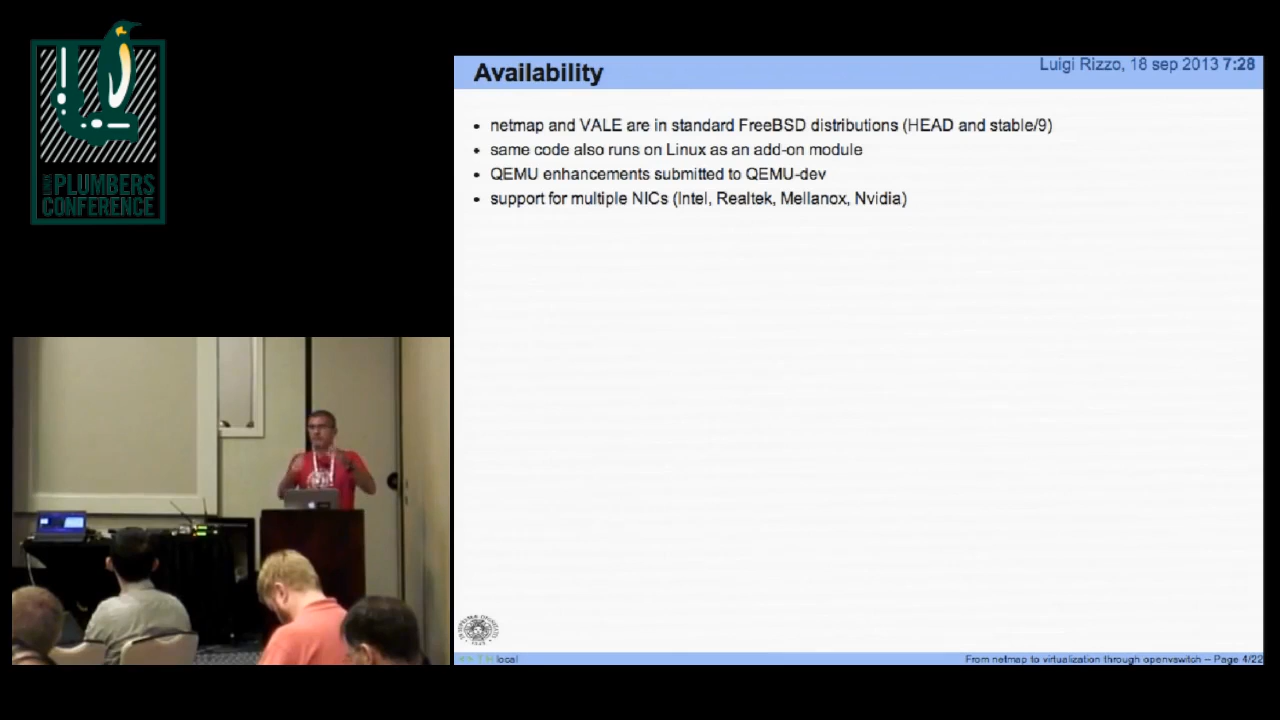 LINUX
PLUMBERS
CONFERENCE
Availability
Luigi Rizzo, 18 sep 2013 7:28
• netmap and VALE are in standard FreeBSD distributions (HEAD and stable/9)
• same code also runs on Linux as an add-on module
• QEMU enhancements submitted to QEMU-dev
• support for multiple NICs (Intel, Realtek, Mellanox, Nvidia)
local
From netmap to virtualization through openvswitch – Page 4/22